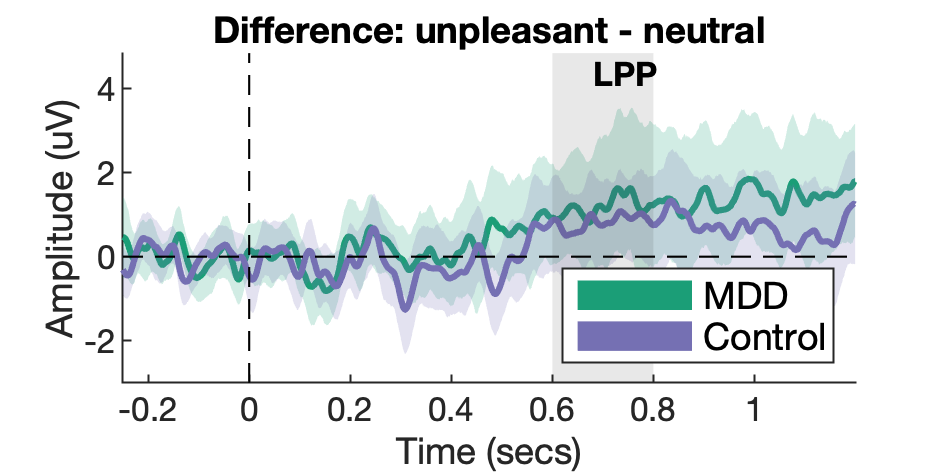 Difference: unpleasant - neutral
LPP
Amplitude (uV)
4
2
0
-2
MDD
Control
-0.2 0 0.2 0.4 0.6 0.8 1
Time (secs)